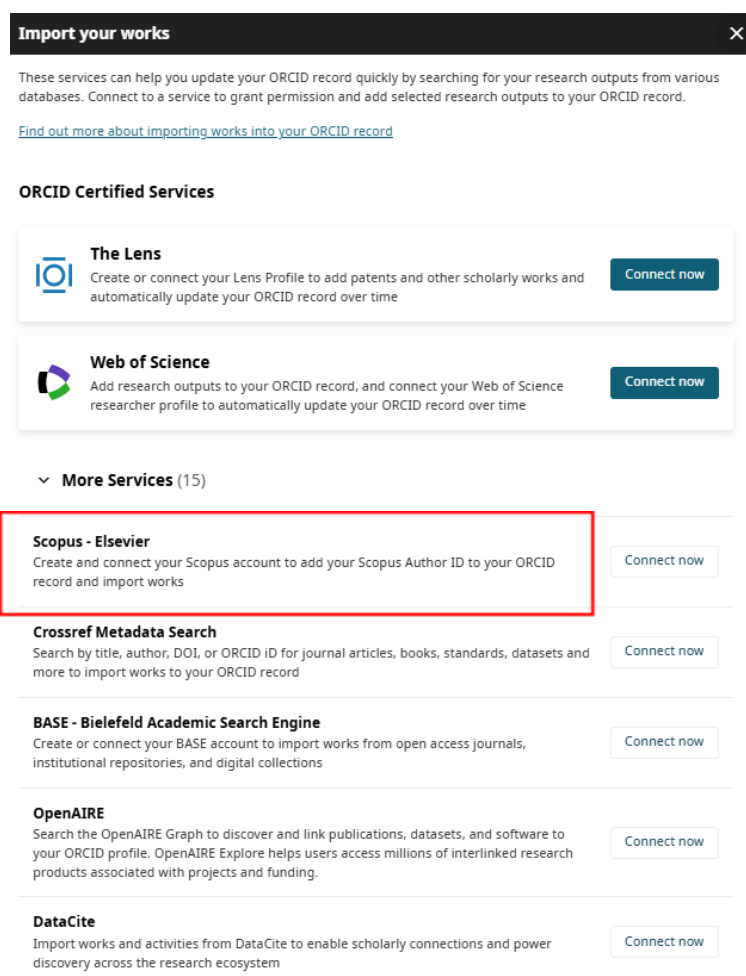 Import your works
These services can help you update your ORCID record quickly by searching for your research outputs from various
databases. Connect to a service to grant permission and add selected research outputs to your ORCID record.
Find out more about importing works into your ORCID record
ORCID Certified Services
The Lens
Create or connect your Lens Profile to add patents and other scholarly works and
automatically update your ORCID record over time
Connect now
Web of Science
Add research outputs to your ORCID record, and connect your Web of Science
researcher profile to automatically update your ORCID record over time
Connect now
More Services (15)
Scopus - Elsevier
Create and connect your Scopus account to add your Scopus Author ID to your ORCID
record and import works
Connect now
Crossref Metadata Search
Search by title, author, DOI, or ORCID iD for journal articles, books, standards, datasets and
more to import works to your ORCID record
Connect now
BASE - Bielefeld Academic Search Engine
Create or connect your BASE account to import works from open access journals,
institutional repositories, and digital collections
Connect now
OpenAIRE
Search the OpenAIRE Graph to discover and link publications, datasets, and software to
your ORCID profile. OpenAIRE Explore helps users access millions of interlinked research
products associated with projects and funding.
Connect now
DataCite
Import works and activities from DataCite to enable scholarly connections and power
discovery across the research ecosystem
Connect now